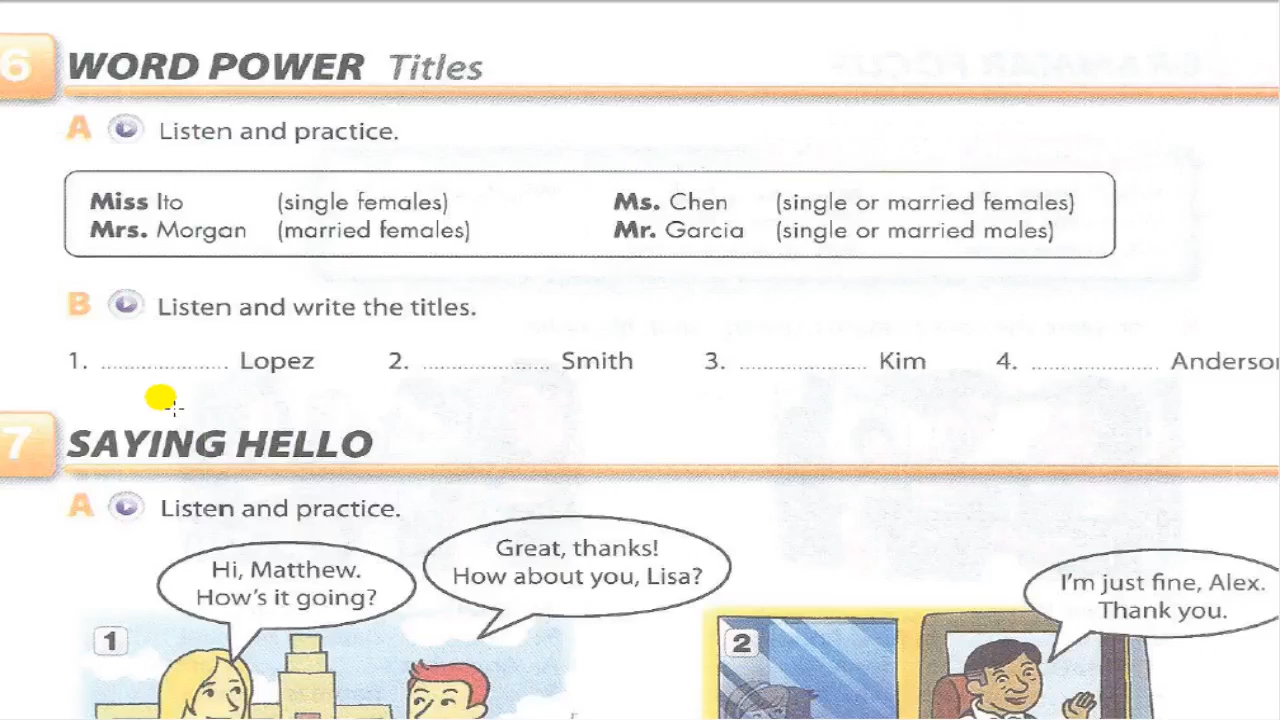 6 WORD POWER Titles
A Listen and practice.
Miss Ito (single females) Ms. Chen (single or married females)
Mrs. Morgan (married females) Mr. Garcia (single or married males)
B Listen and write the titles.
1. .................... Lopez 2. .................... Smith 3. .................... Kim 4. .................... Anderson
7 SAYING HELLO
A Listen and practice.
Hi, Matthew.
How's it going?
Great, thanks!
How about you, Lisa?
I'm just fine, Alex.
Thank you.
1
2